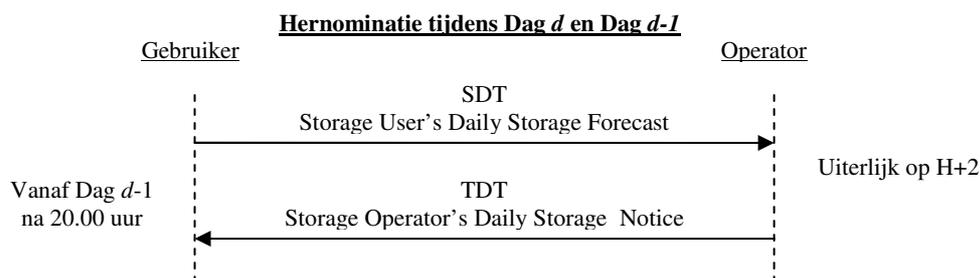 Hernominatie tijdens Dag d en Dag d-1
Gebruiker
Operator
SDT
Storage User's Daily Storage Forecast
Uiterlijk op H+2
Vanaf Dag d-1
na 20.00 uur
TDT
Storage Operator's Daily Storage Notice